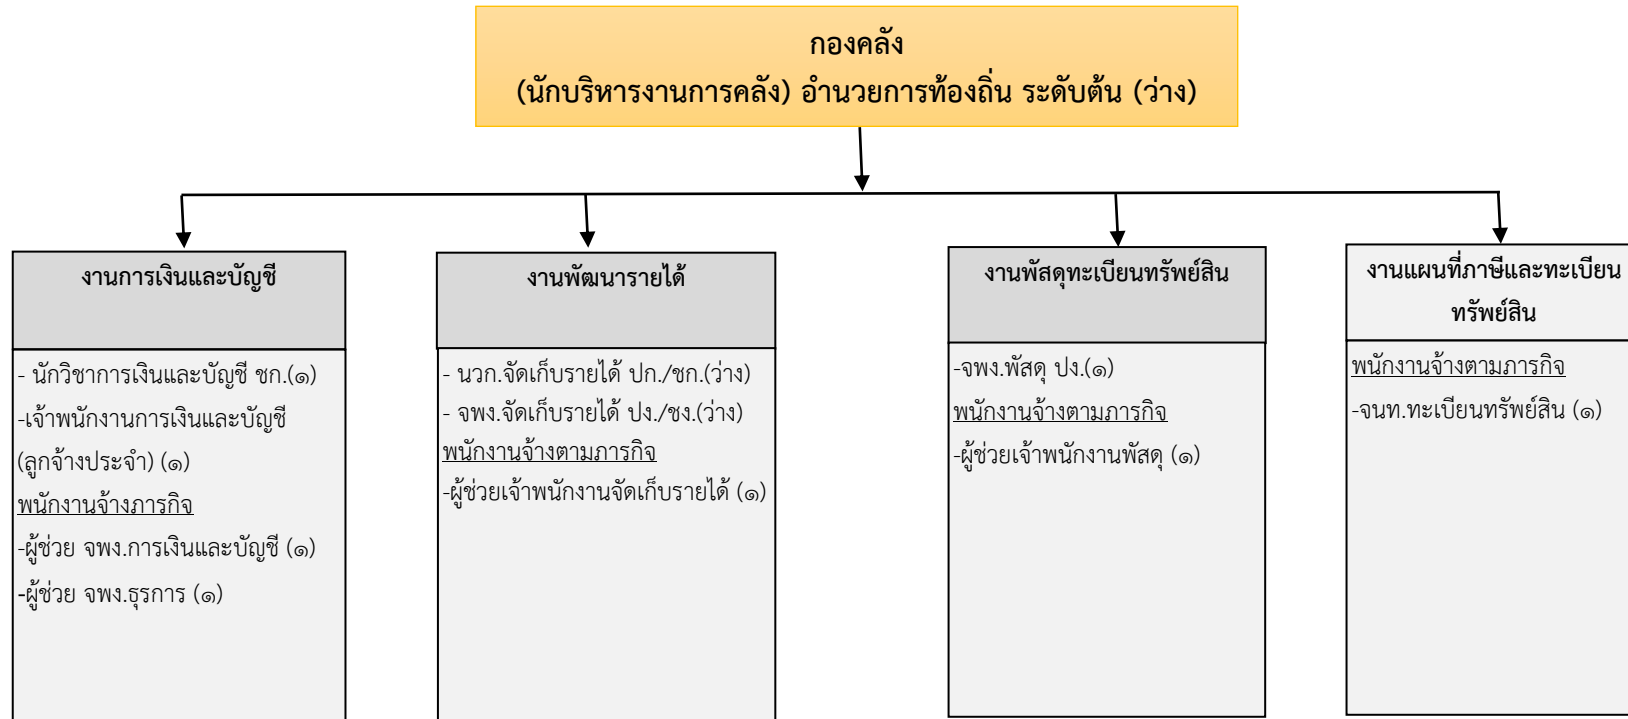 กองคลัง
(นักบริหารงานการคลัง) อำนวยการท้องถิ่น ระดับต้น (ว่าง)
งานการเงินและบัญชี
- นักวิชาการเงินและบัญชี ชก.(๑)
-เจ้าพนักงานการเงินและบัญชี
(ลูกจ้างประจำ) (๑)
พนักงานจ้างภารกิจ
-ผู้ช่วย จพง.การเงินและบัญชี (๑)
-ผู้ช่วย จพง.ธุรการ (๑)
งานพัฒนารายได้
- นวก.จัดเก็บรายได้ ปก./ชก.(ว่าง)
- จพง.จัดเก็บรายได้ ปง./ชง.(ว่าง)
พนักงานจ้างตามภารกิจ
-ผู้ช่วยเจ้าพนักงานจัดเก็บรายได้ (๑)
งานพัสดุทะเบียนทรัพย์สิน
-จพง.พัสดุ ปง.(๑)
พนักงานจ้างตามภารกิจ
-ผู้ช่วยเจ้าพนักงานพัสดุ (๑)
งานแผนที่ภาษีและทะเบียน
ทรัพย์สิน
พนักงานจ้างตามภารกิจ
-จนท.ทะเบียนทรัพย์สิน (๑)